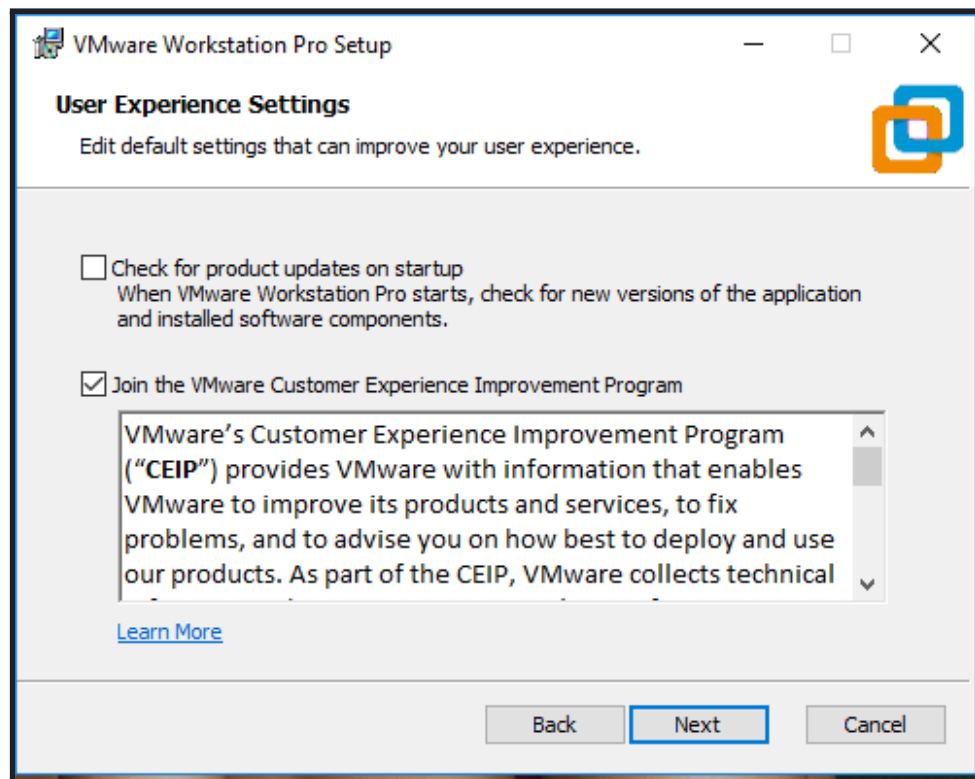 VMware Workstation Pro Setup
User Experience Settings
Edit default settings that can improve your user experience.
Check for product updates on startup
When VMware Workstation Pro starts, check for new versions of the application
and installed software components.
Join the VMware Customer Experience Improvement Program
VMware's Customer Experience Improvement Program
("CEIP") provides VMware with information that enables
VMware to improve its products and services, to fix
problems, and to advise you on how best to deploy and use
our products. As part of the CEIP, VMware collects technical
Learn More
Back
Next
Cancel